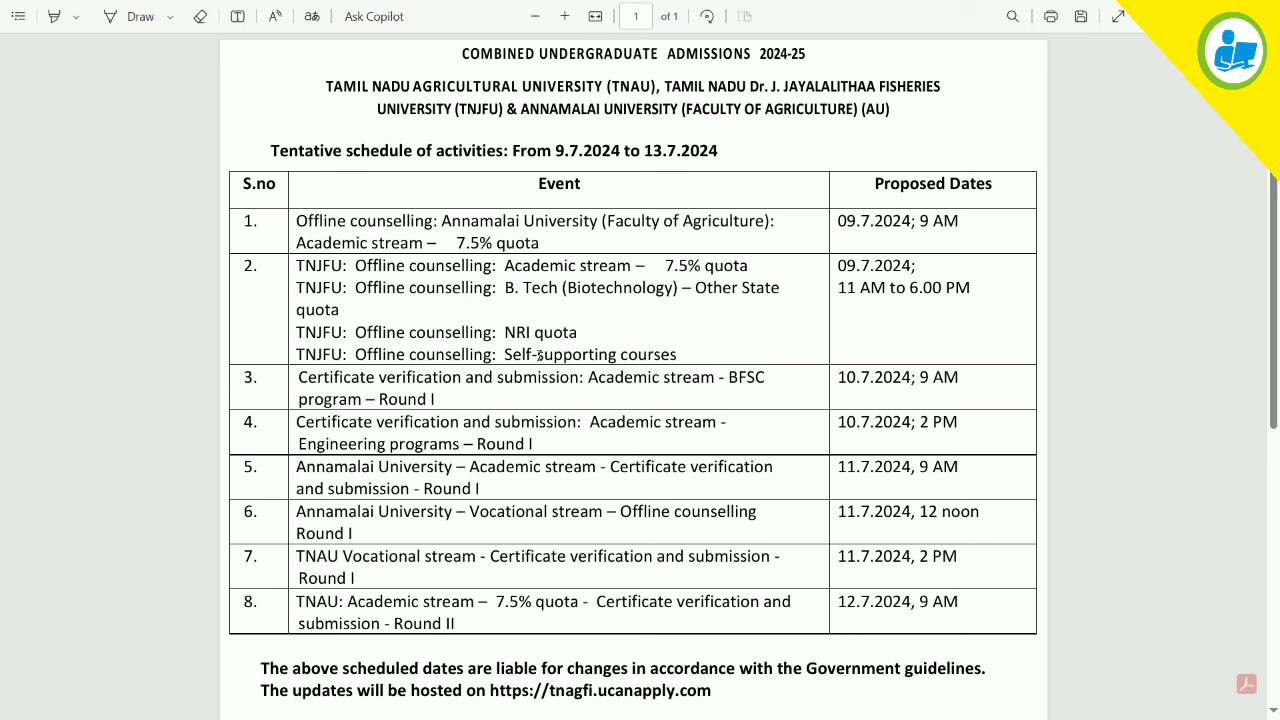 Draw
Ask Copilot
1 of 1
COMBINED UNDERGRADUATE ADMISSIONS 2024-25
TAMIL NADU AGRICULTURAL UNIVERSITY (TNAU), TAMIL NADU Dr. J. JAYALALITHAA FISHERIES
UNIVERSITY (TNJFU) & ANNAMALAI UNIVERSITY (FACULTY OF AGRICULTURE) (AU)
Tentative schedule of activities: From 9.7.2024 to 13.7.2024
S.no Event Proposed Dates
1. Offline counselling: Annamalai University (Faculty of Agriculture): 09.7.2024; 9 AM
Academic stream – 7.5% quota
2. TNJFU: Offline counselling: Academic stream – 7.5% quota 09.7.2024;
TNJFU: Offline counselling: B. Tech (Biotechnology) – Other State 11 AM to 6.00 PM
quota
TNJFU: Offline counselling: NRI quota
TNJFU: Offline counselling: Self-supporting courses
3. Certificate verification and submission: Academic stream - BFSC 10.7.2024; 9 AM
program – Round I
4. Certificate verification and submission: Academic stream - 10.7.2024; 2 PM
Engineering programs – Round I
5. Annamalai University – Academic stream - Certificate verification 11.7.2024, 9 AM
and submission - Round I
6. Annamalai University – Vocational stream – Offline counselling 11.7.2024, 12 noon
Round I
7. TNAU Vocational stream - Certificate verification and submission - 11.7.2024, 2 PM
Round I
8. TNAU: Academic stream – 7.5% quota - Certificate verification and 12.7.2024, 9 AM
submission - Round II
The above scheduled dates are liable for changes in accordance with the Government guidelines.
The updates will be hosted on https://tnagfi.ucanapply.com